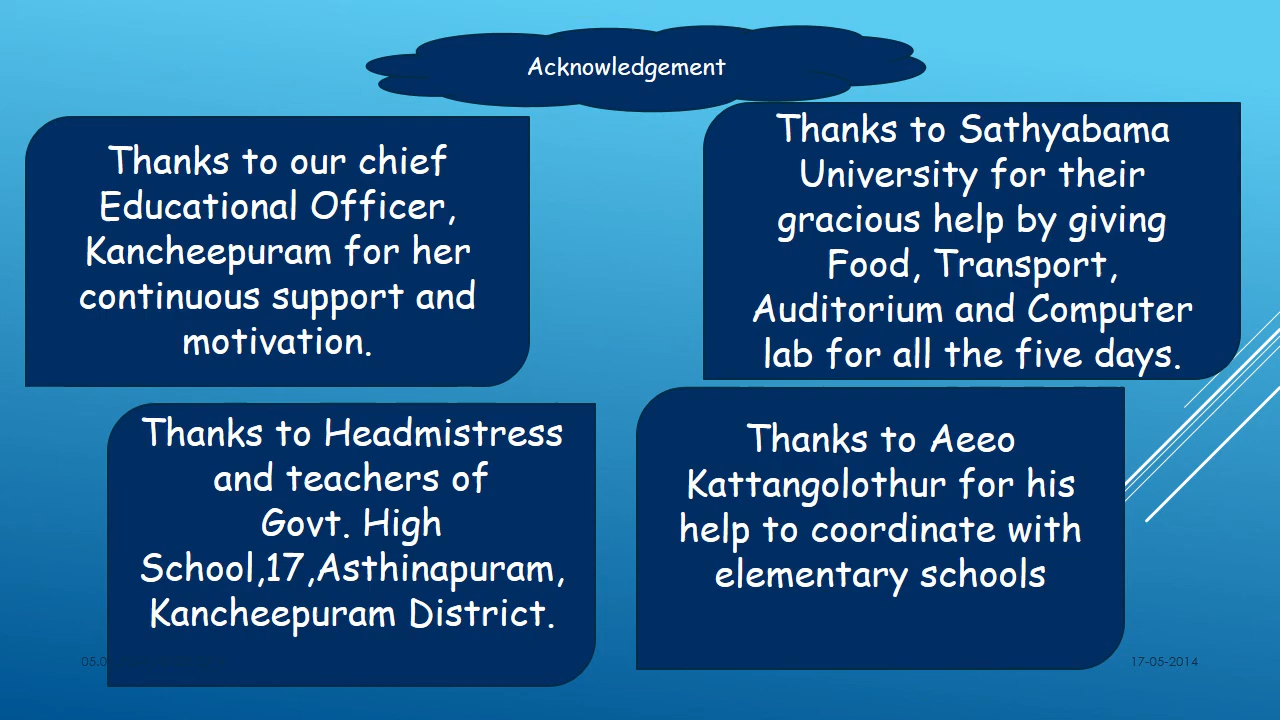 Acknowledgement
Thanks to our chief
Educational Officer,
Kancheepuram for her
continuous support and
motivation.
Thanks to Sathyabama
University for their
gracious help by giving
Food, Transport,
Auditorium and Computer
lab for all the five days.
Thanks to Headmistress
and teachers of
Govt. High
School,17,Asthinapuram,
Kancheepuram District.
Thanks to Aeeo
Kattangolothur for his
help to coordinate with
elementary schools
17-05-2014